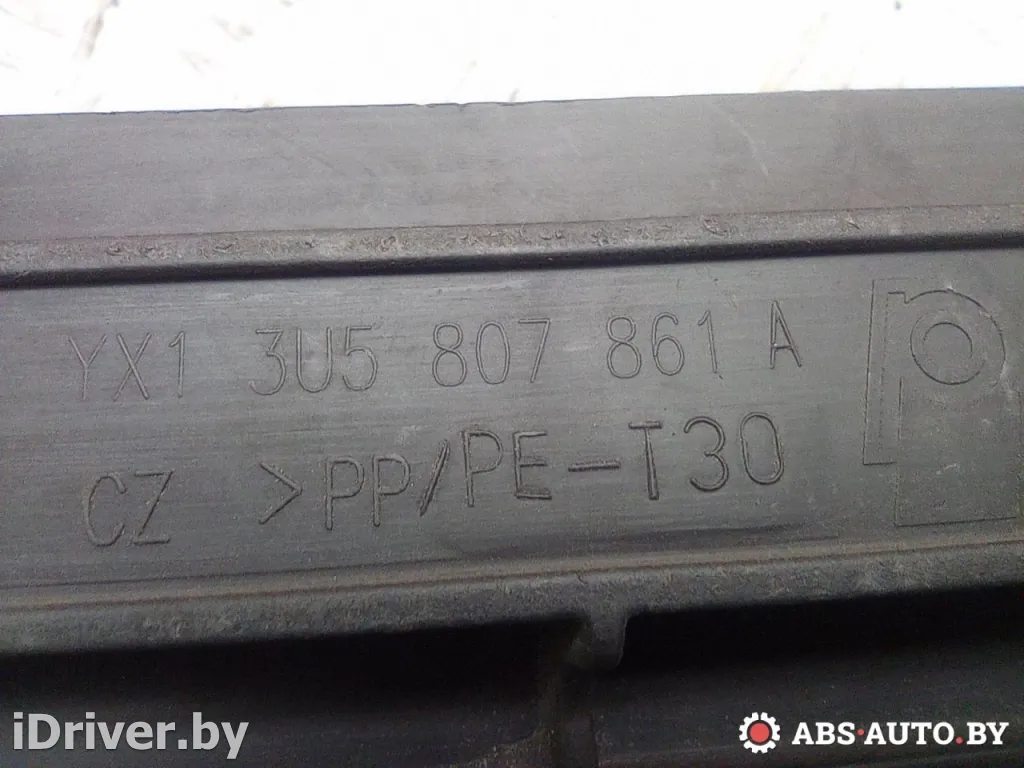 YX1 3U5 807 861 A
CZ >PP/PE-T30
iDriver.by
ABS-AUTO.BY